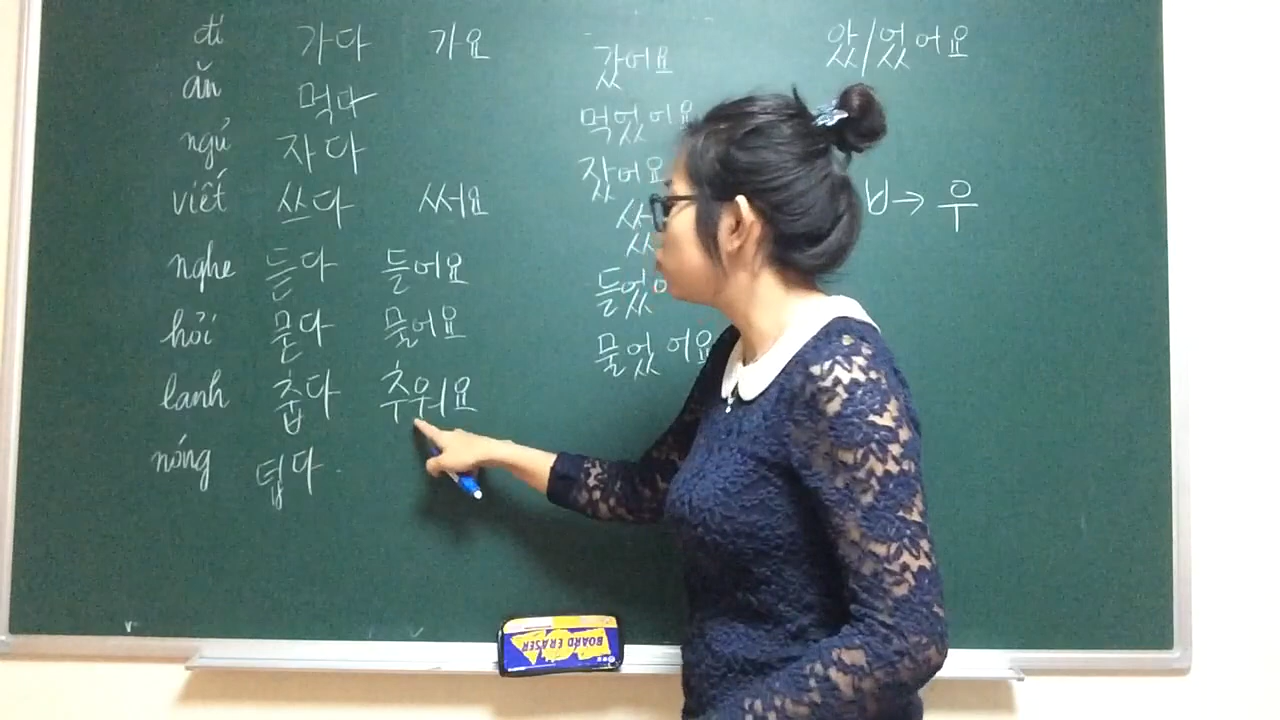 đi 가다 가요 갔어요 았/었어요
ăn 먹다 먹었어요
ngủ 자다 잤어요
viết 쓰다 써요 ㅂ→우
nghe 듣다 들어요 들었
hỏi 묻다 물어요 물었어요
lạnh 춥다 추워요
nóng 덥다
BOARD ERASER